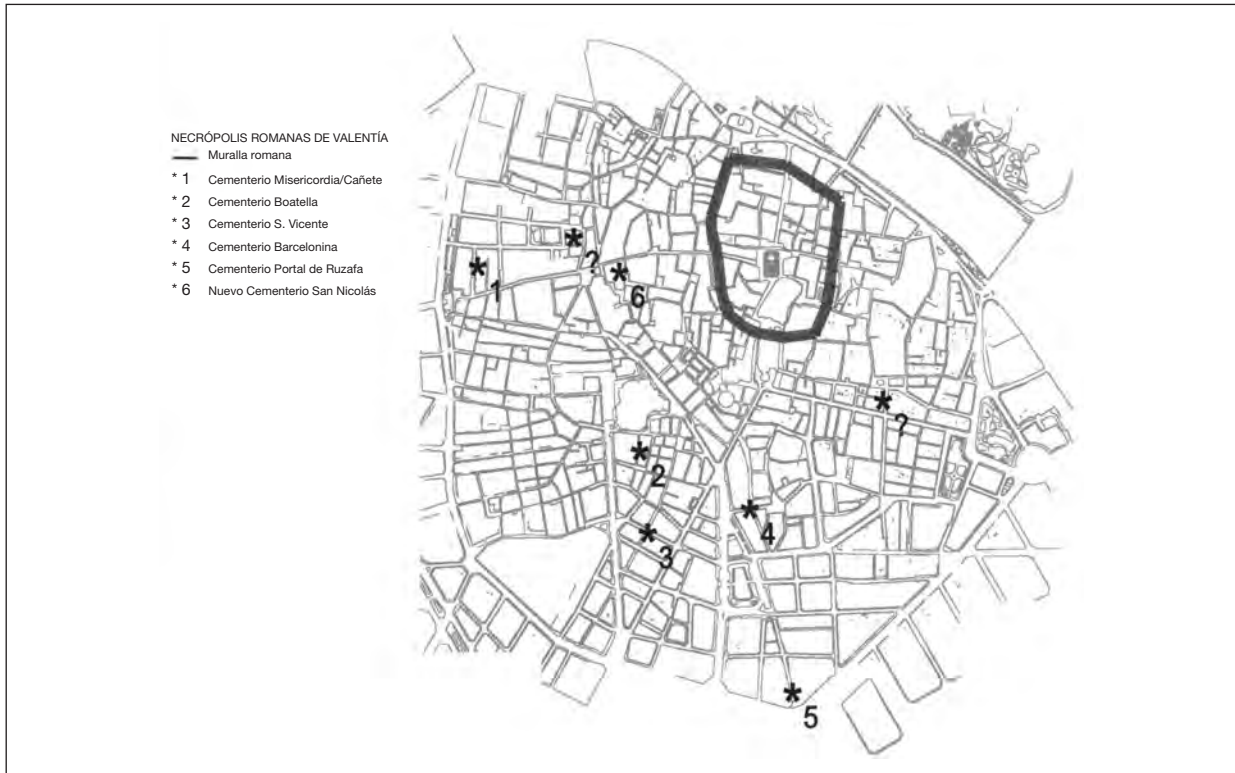 NECRÓPOLIS ROMANAS DE VALENTÍA
Muralla romana
* 1 Cementerio Misericordia/Cañete
* 2 Cementerio Boatella
* 3 Cementerio S. Vicente
* 4 Cementerio Barcelonina
* 5 Cementerio Portal de Ruzafa
* 6 Nuevo Cementerio San Nicolás
* ?
* 1
* 6
* ?
* 2
* 4
* 3
* 5